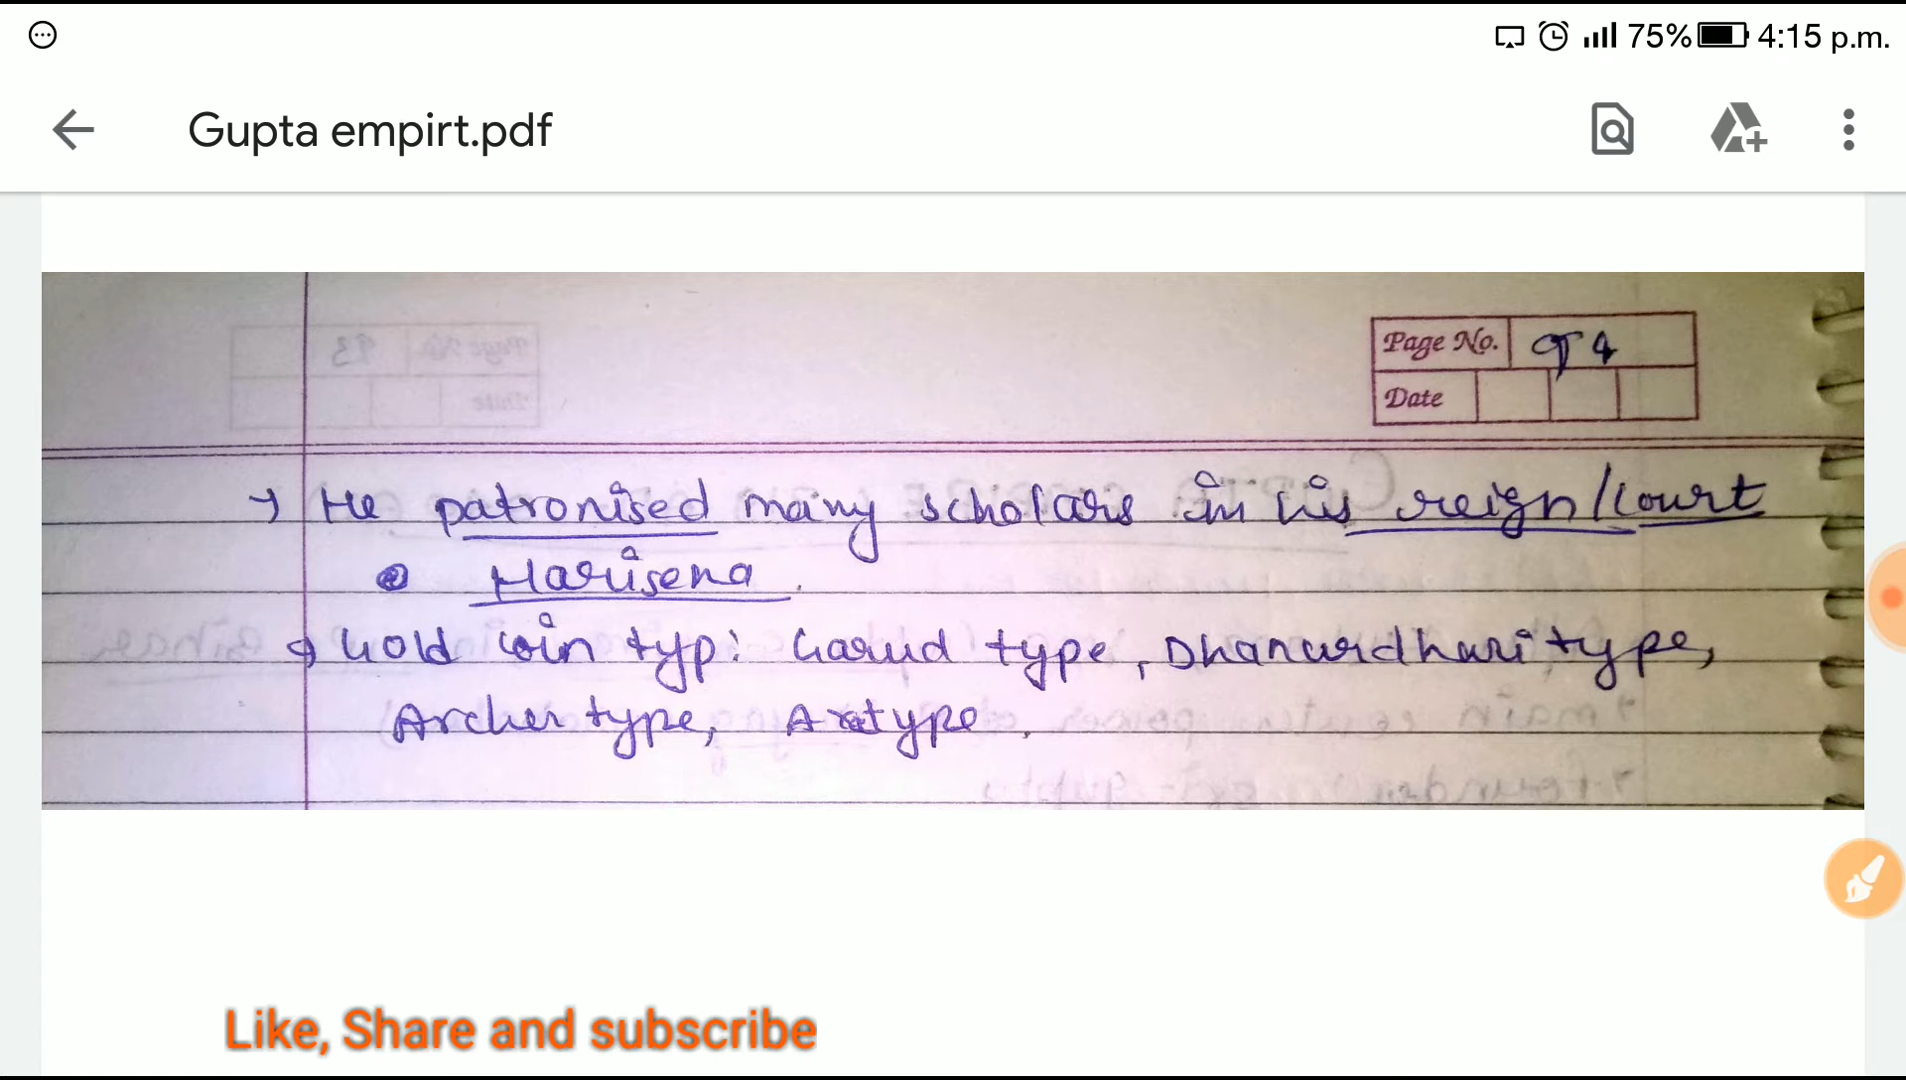 75% 4:15 p.m.
Gupta empirt.pdf
Page No. 94
Date
→ He patronised many scholars in his reign/court
Harisena.
→ Gold coin typ: Garud type, Dhanurdhari type,
Archer type, Axtype.
Like, Share and subscribe